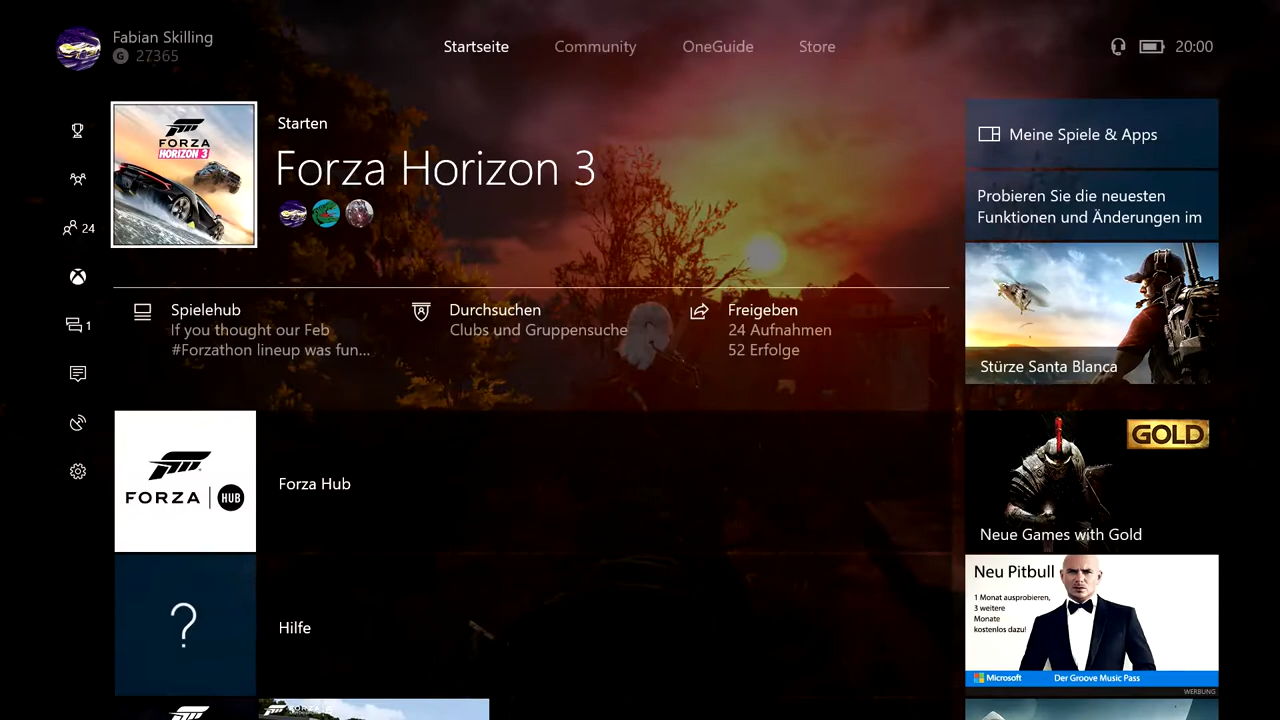 Fabian Skilling
G 27365
Startseite
Community
OneGuide
Store
20:00
FORZA
HORIZON 3
Starten
Forza Horizon 3
24
1
Spielehub
If you thought our Feb
#Forzathon lineup was fun...
Durchsuchen
Clubs und Gruppensuche
Freigeben
24 Aufnahmen
52 Erfolge
FORZA HUB
Forza Hub
?
Hilfe
FORZA
Meine Spiele & Apps
Probieren Sie die neuesten
Funktionen und Änderungen im
Stürze Santa Blanca
GOLD
Neue Games with Gold
Neu Pitbull
1 Monat ausprobieren,
3 weitere
Monate
kostenlos dazu!
Microsoft
Der Groove Music Pass
WERBUNG